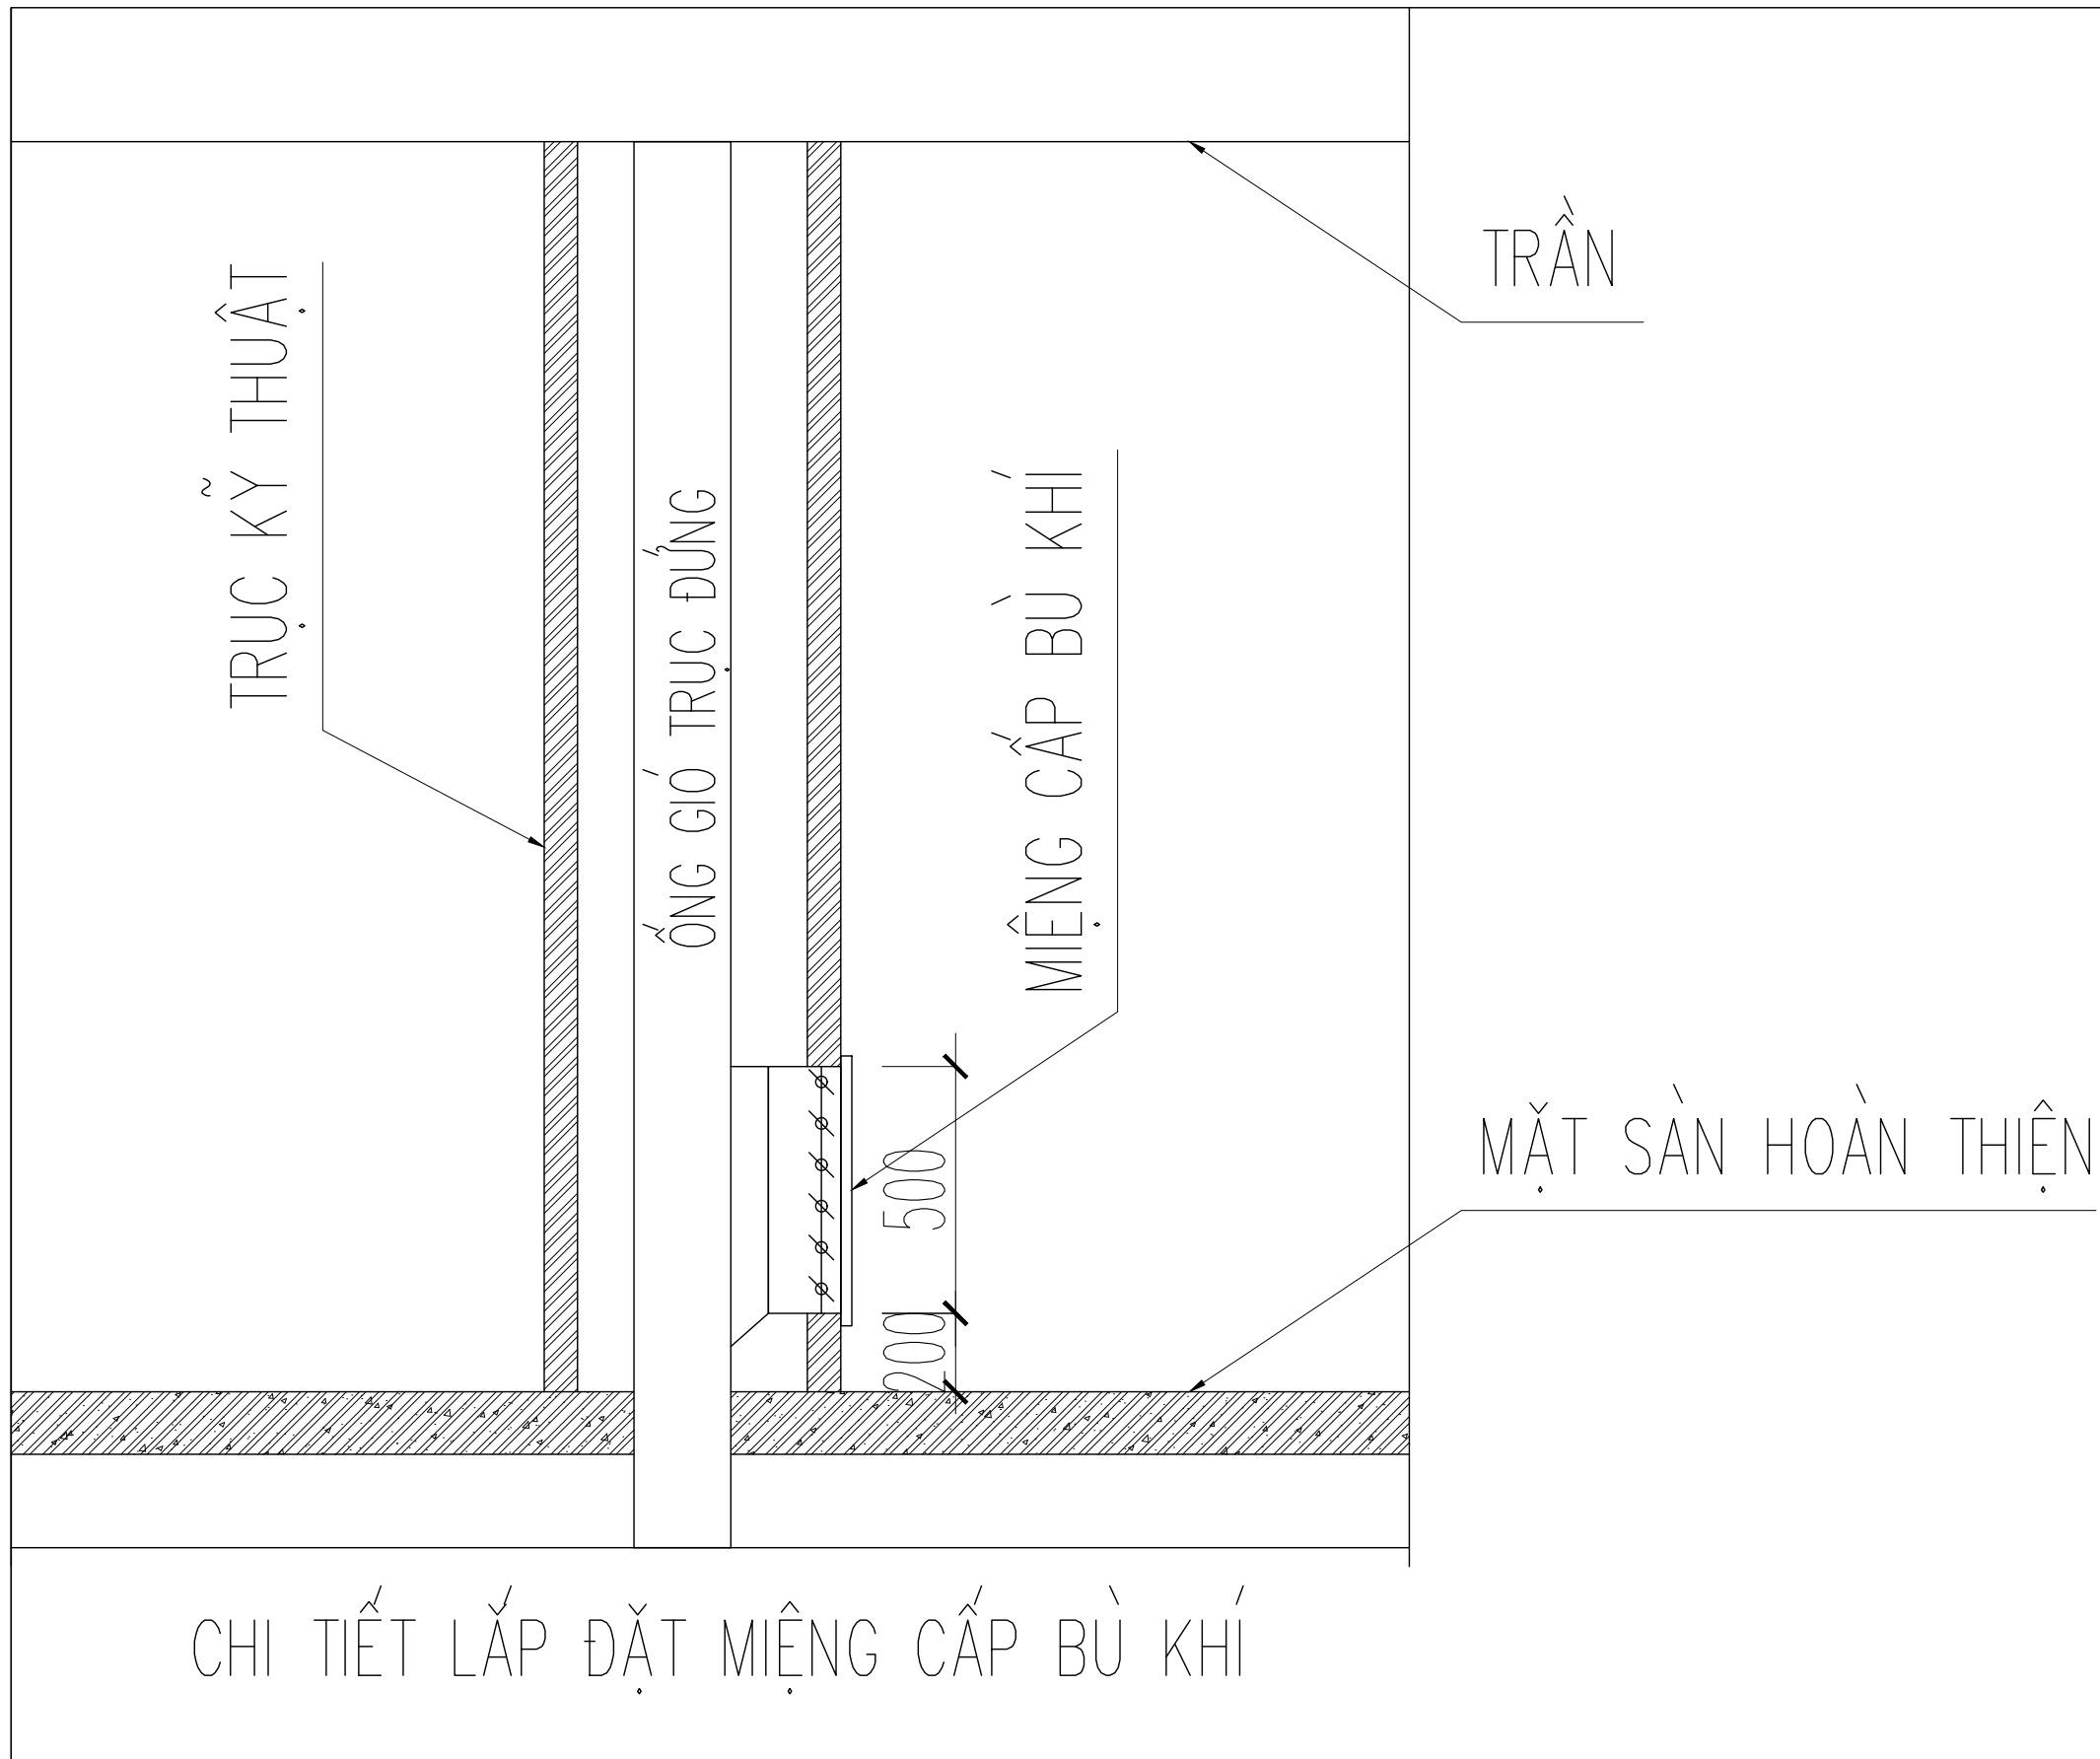 TRẦN
TRỤC KỸ THUẬT
ỐNG GIÓ TRỤC ĐỨNG
MIỆNG CẤP BÙ KHÍ
500
200
MẶT SÀN HOÀN THIỆN
CHI TIẾT LẮP ĐẶT MIỆNG CẤP BÙ KHÍ